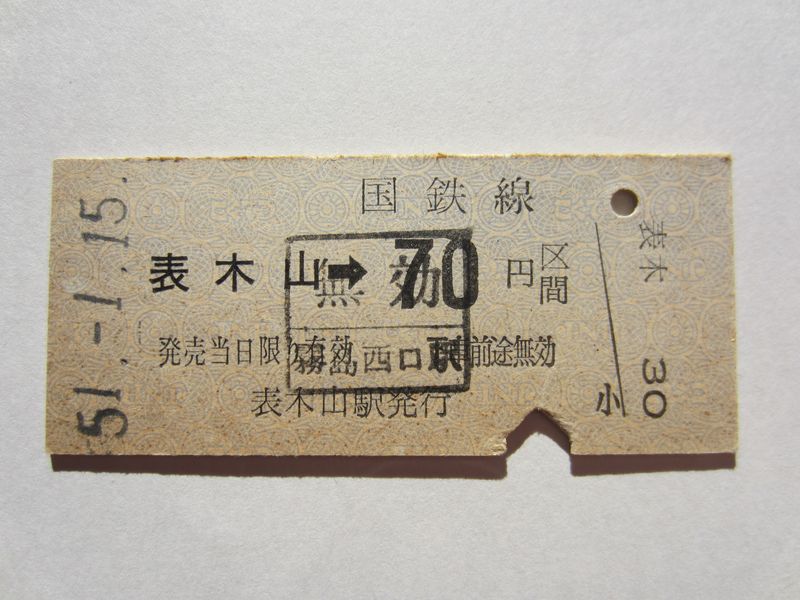 国鉄線
表木山➡70円区間
発売当日限り有効 下車前途無効
表木山駅発行
無効
霧島西口駅
51.-1.15.
表木
小 30